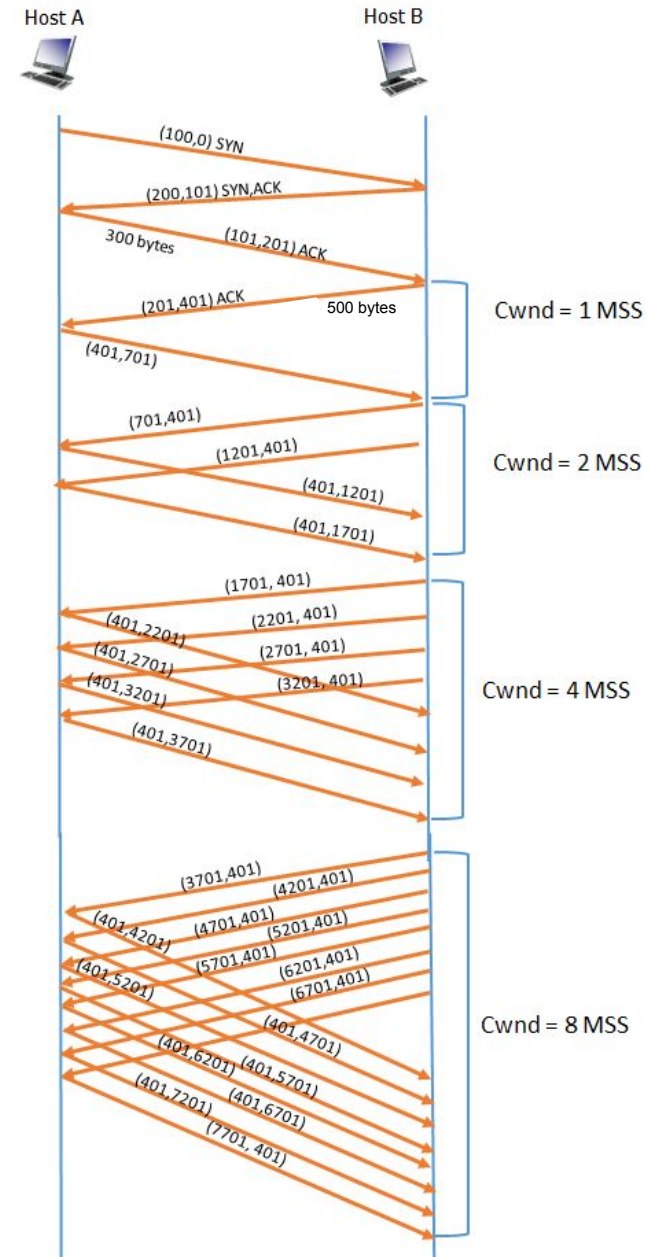 Host A
Host B
(100,0) SYN
(200,101) SYN,ACK
300 bytes
(101,201) ACK
(201,401) ACK
500 bytes
Cwnd = 1 MSS
(401,701)
(701,401)
(1201,401)
Cwnd = 2 MSS
(401,1201)
(401,1701)
(1701, 401)
(401,2201)
(2201, 401)
(401,2701)
(2701, 401)
(401,3201)
(3201, 401)
Cwnd = 4 MSS
(401,3701)
(3701,401)
(4201,401)
(401,4201)
(4701,401)
(5201,401)
(401,5201)
(5701,401)
(6201,401)
(6701,401)
Cwnd = 8 MSS
(401,4701)
(401,6201)
(401,5701)
(401,7201)
(401,6701)
(7701, 401)